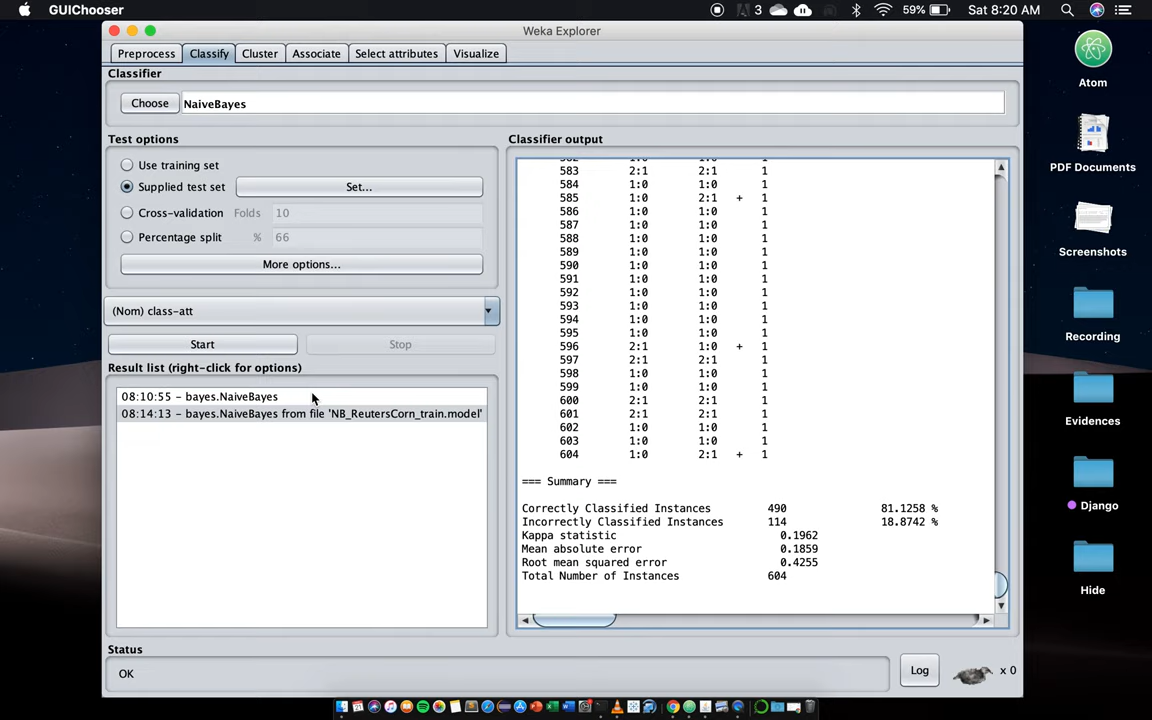 GUIChooser
3
59%
Sat 8:20 AM
Weka Explorer
Preprocess Classify Cluster Associate Select attributes Visualize
Classifier
Choose NaiveBayes
Test options
Use training set
Supplied test set Set...
Cross-validation Folds 10
Percentage split % 66
More options...
(Nom) class-att
Start Stop
Result list (right-click for options)
08:10:55 - bayes.NaiveBayes
08:14:13 - bayes.NaiveBayes from file 'NB_ReutersCorn_train.model'
Classifier output
583 2:1 2:1 1
584 1:0 1:0 1
585 1:0 2:1 + 1
586 1:0 1:0 1
587 1:0 1:0 1
588 1:0 1:0 1
589 1:0 1:0 1
590 1:0 1:0 1
591 1:0 1:0 1
592 1:0 1:0 1
593 1:0 1:0 1
594 1:0 1:0 1
595 1:0 1:0 1
596 2:1 1:0 + 1
597 2:1 2:1 1
598 1:0 1:0 1
599 1:0 1:0 1
600 2:1 2:1 1
601 2:1 2:1 1
602 1:0 1:0 1
603 1:0 1:0 1
604 1:0 2:1 + 1
=== Summary ===
Correctly Classified Instances 490 81.1258 %
Incorrectly Classified Instances 114 18.8742 %
Kappa statistic 0.1962
Mean absolute error 0.1859
Root mean squared error 0.4255
Total Number of Instances 604
Status
OK
Log
x 0
Atom
PDF Documents
Screenshots
Recording
Evidences
Django
Hide